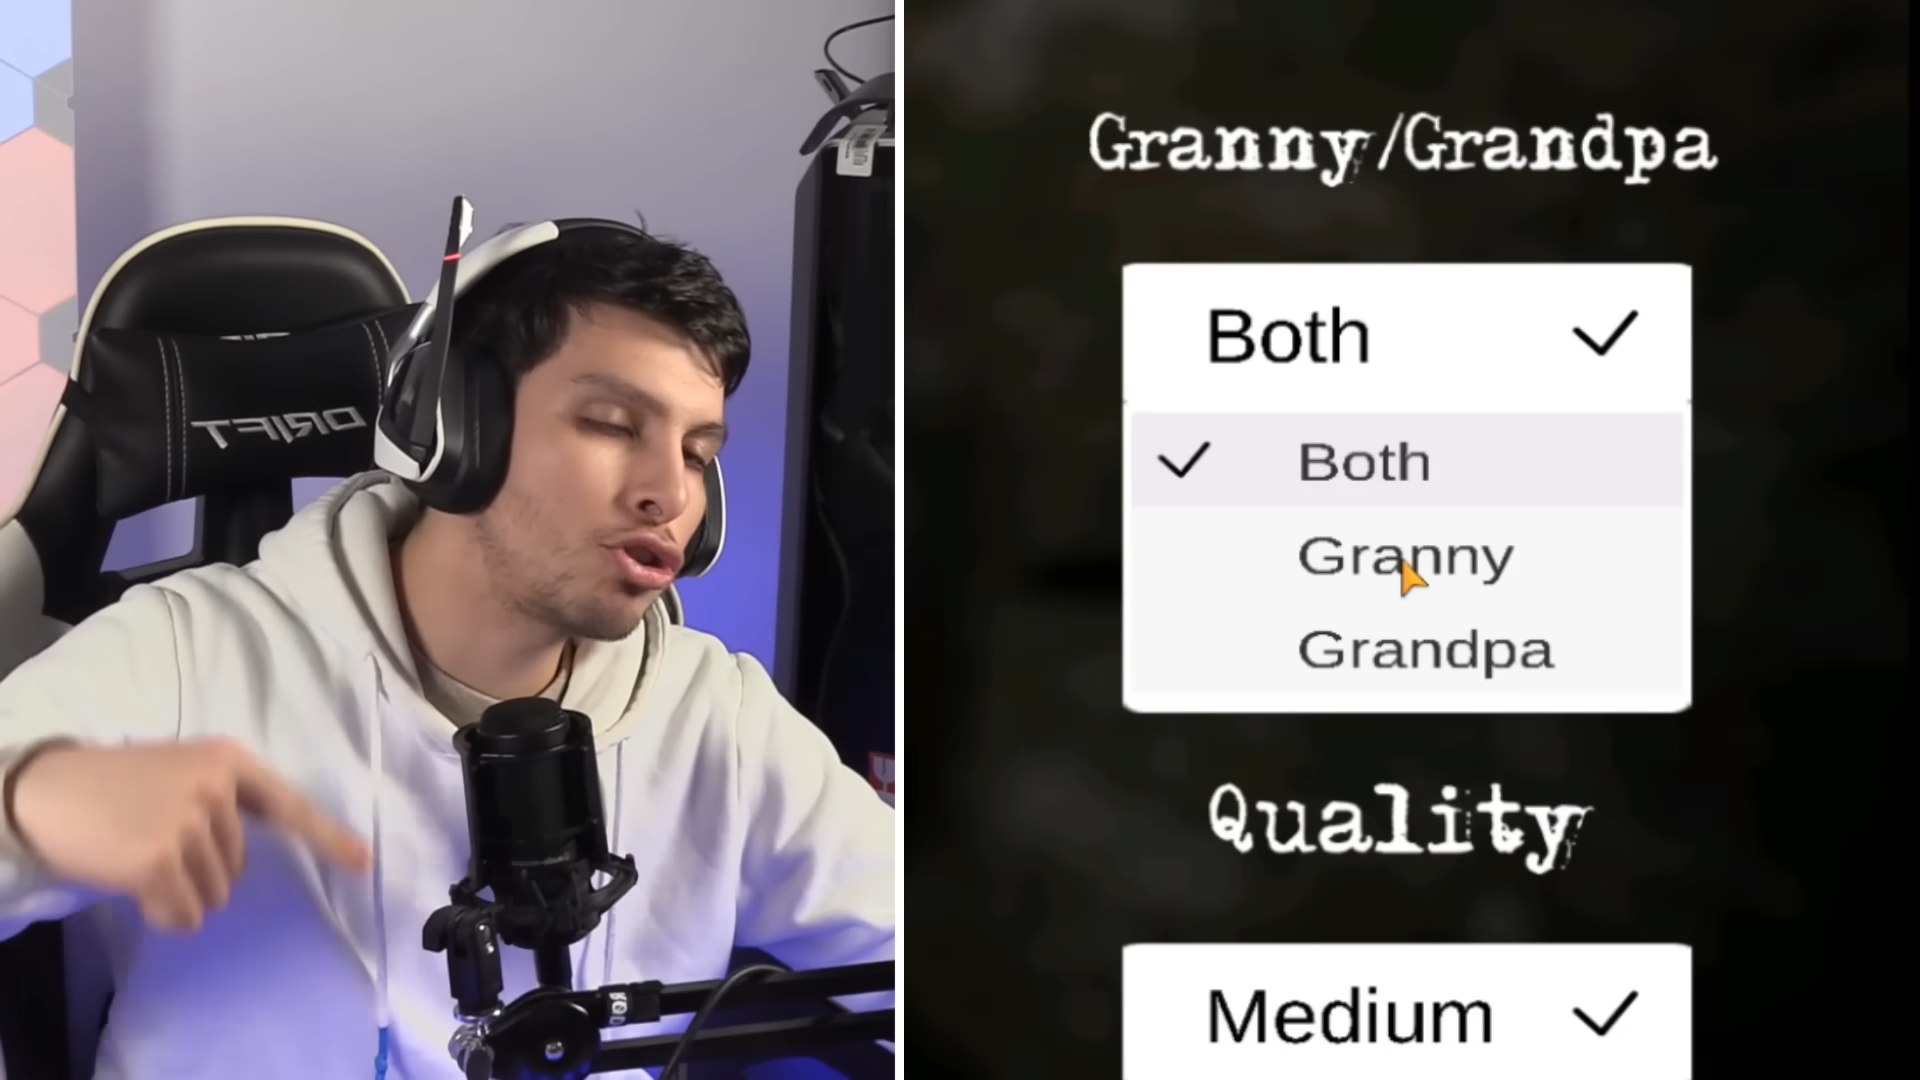 DRIFT
Granny/Grandpa
Both
Both
Granny
Grandpa
Quality
Medium